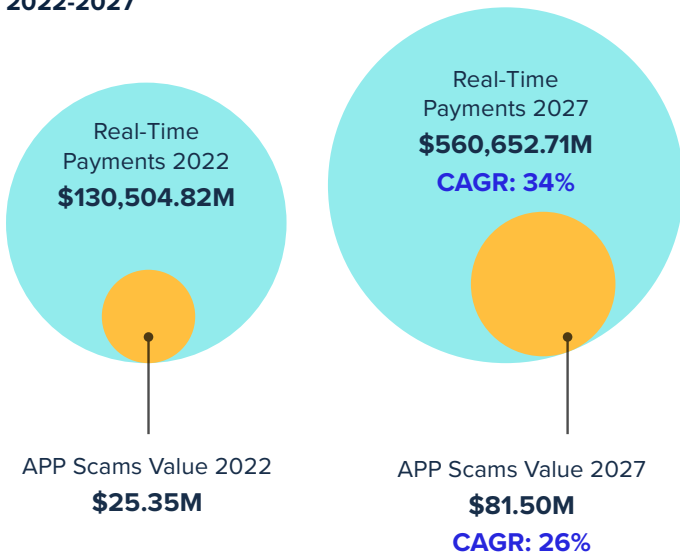 2022-2027
Real-Time
Payments 2022
$130,504.82M
Real-Time
Payments 2027
$560,652.71M
CAGR: 34%
APP Scams Value 2022
$25.35M
APP Scams Value 2027
$81.50M
CAGR: 26%